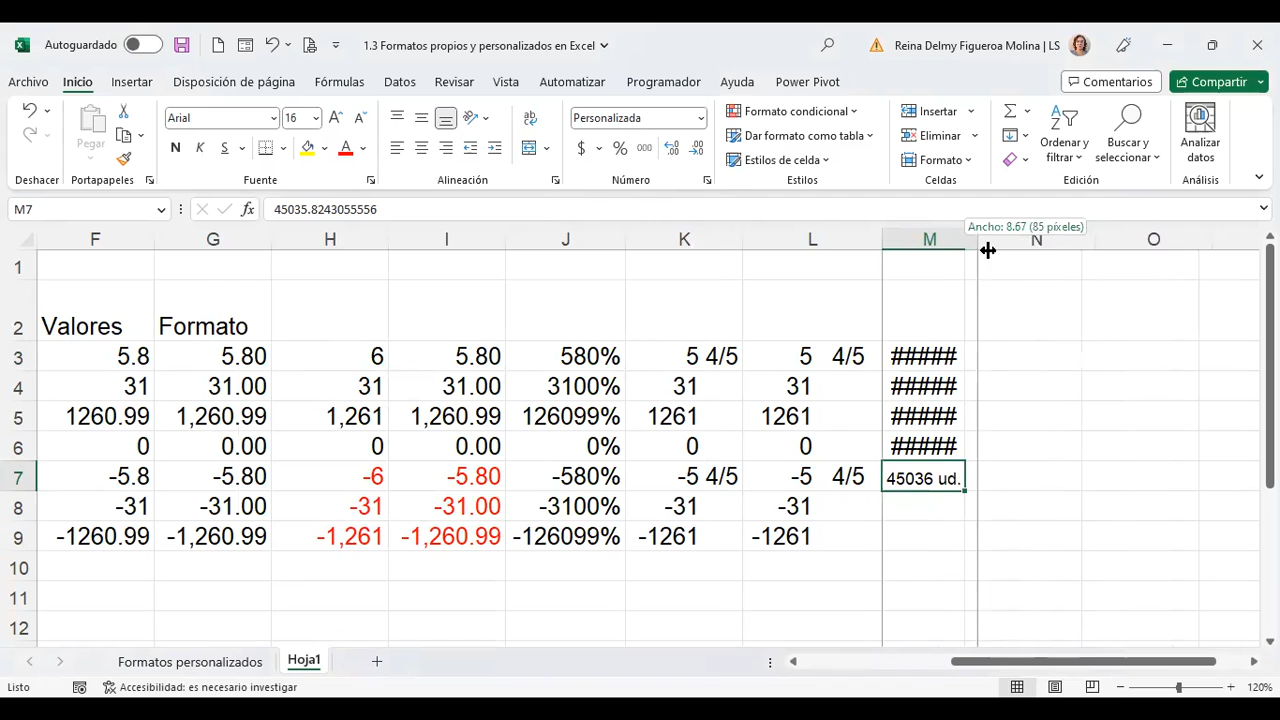 Autoguardado 1.3 Formatos propios y personalizados en Excel Reina Delmy Figueroa Molina | LS
Archivo Inicio Insertar Disposición de página Fórmulas Datos Revisar Vista Automatizar Programador Ayuda Power Pivot Comentarios Compartir
Pegar Arial 16 Personalizada Formato condicional Insertar Ordenar y filtrar Buscar y seleccionar Analizar datos
N K S $ % 000 Dar formato como tabla Eliminar
Estilos de celda Formato
Deshacer Portapapeles Fuente Alineación Número Estilos Celdas Edición Análisis
M7 fx 45035.8243055556
Ancho: 8.67 (85 píxeles)
F G H I J K L M N O
1
2 Valores Formato
3 5.8 5.80 6 5.80 580% 5 4/5 5 4/5 #####
4 31 31.00 31 31.00 3100% 31 31 #####
5 1260.99 1,260.99 1,261 1,260.99 126099% 1261 1261 #####
6 0 0.00 0 0.00 0% 0 0 #####
7 -5.8 -5.80 -6 -5.80 -580% -5 4/5 -5 4/5 45036 ud.
8 -31 -31.00 -31 -31.00 -3100% -31 -31
9 -1260.99 -1,260.99 -1,261 -1,260.99 -126099% -1261 -1261
10
11
12
Formatos personalizados Hoja1
Listo Accesibilidad: es necesario investigar 120%